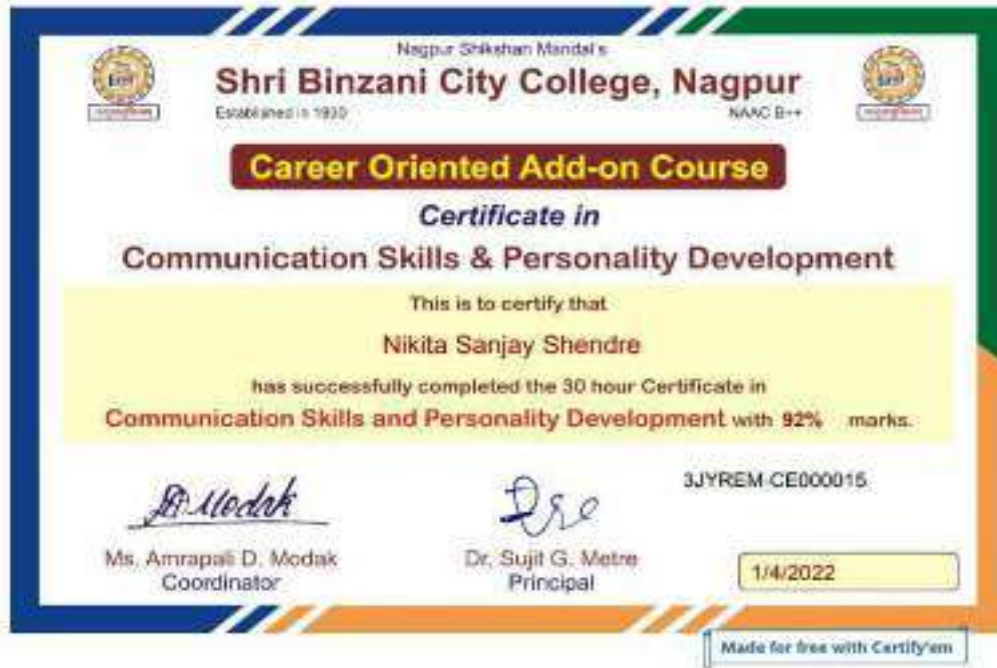 Nagpur Shikshan Mandal's
Shri Binzani City College, Nagpur
Established in 1930
NAAC B++
Career Oriented Add-on Course
Certificate in
Communication Skills & Personality Development
This is to certify that
Nikita Sanjay Shendre
has successfully completed the 30 hour Certificate in
Communication Skills and Personality Development with 92% marks.
3JYREM-CE000015
Ms. Amrapali D. Modak
Coordinator
Dr. Sujit G. Metre
Principal
1/4/2022
Made for free with Certify'em